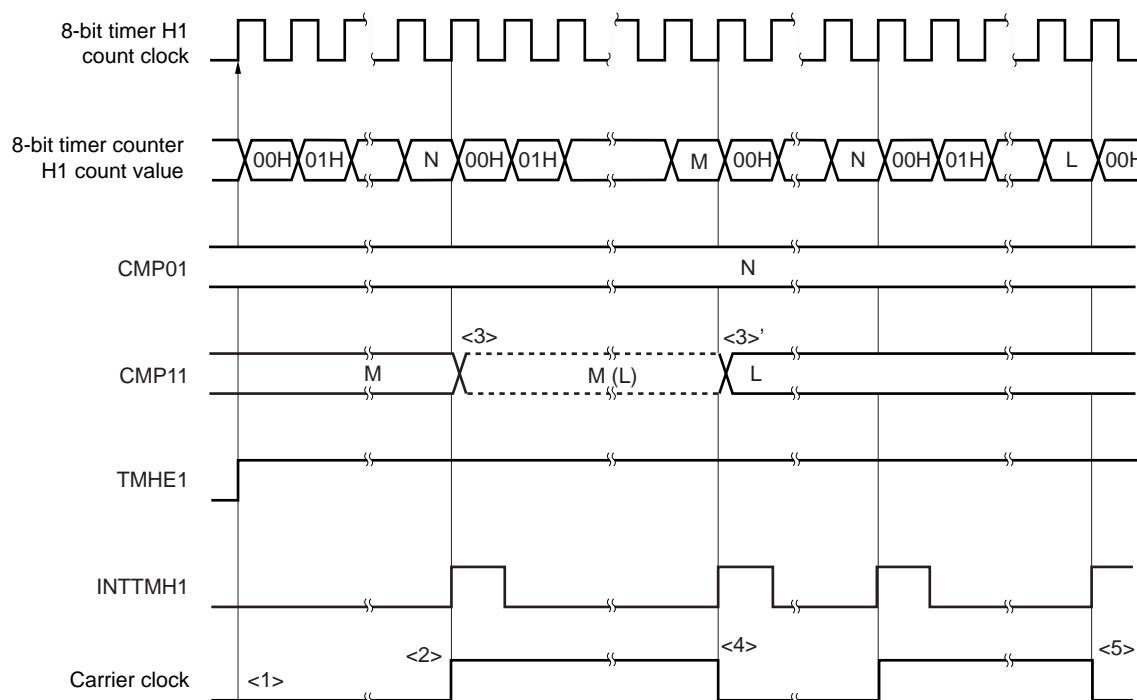 8-bit timer H1
count clock
8-bit timer counter
H1 count value
00H 01H N 00H 01H M 00H N 00H 01H L 00H
CMP01
N
<3> <3>’
CMP11
M M (L) L
TMHE1
INTTMH1
<2> <4> <5>
Carrier clock
<1>